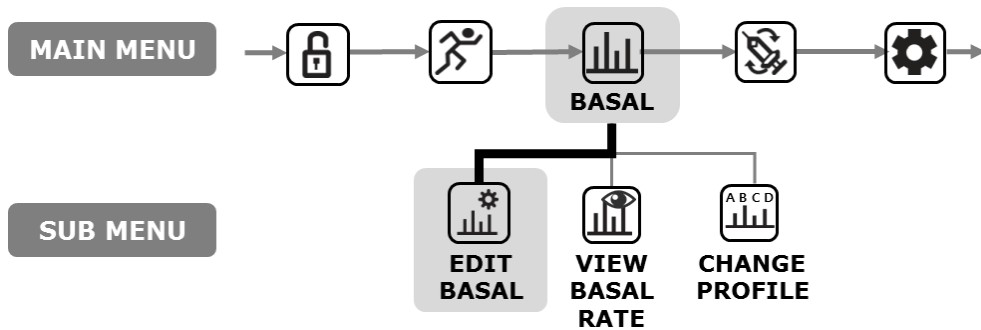 MAIN MENU
BASAL
A B C D
SUB MENU
EDIT
BASAL
VIEW
BASAL
RATE
CHANGE
PROFILE